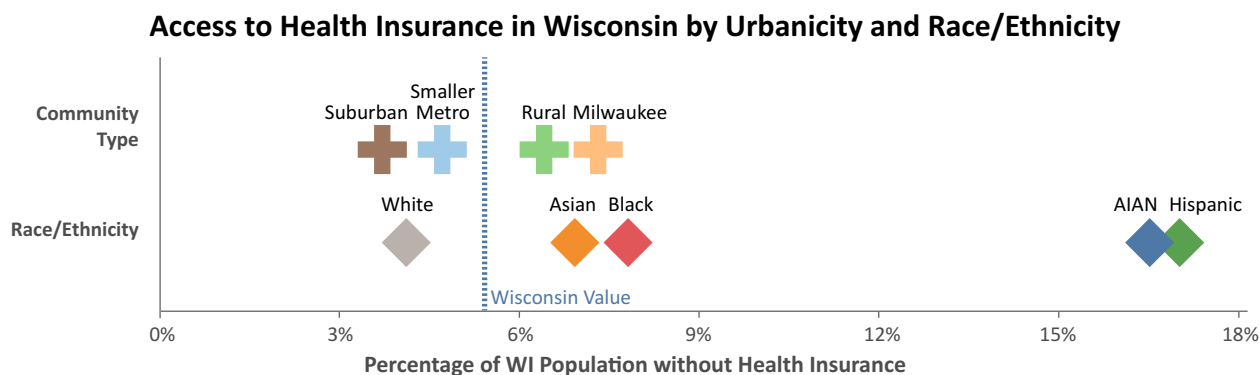 Access to Health Insurance in Wisconsin by Urbanicity and Race/Ethnicity
Community
Type
Suburban
Smaller
Metro
Rural
Milwaukee
Race/Ethnicity
White
Asian
Black
AIAN
Hispanic
Wisconsin Value
0%
3%
6%
9%
12%
15%
18%
Percentage of WI Population without Health Insurance